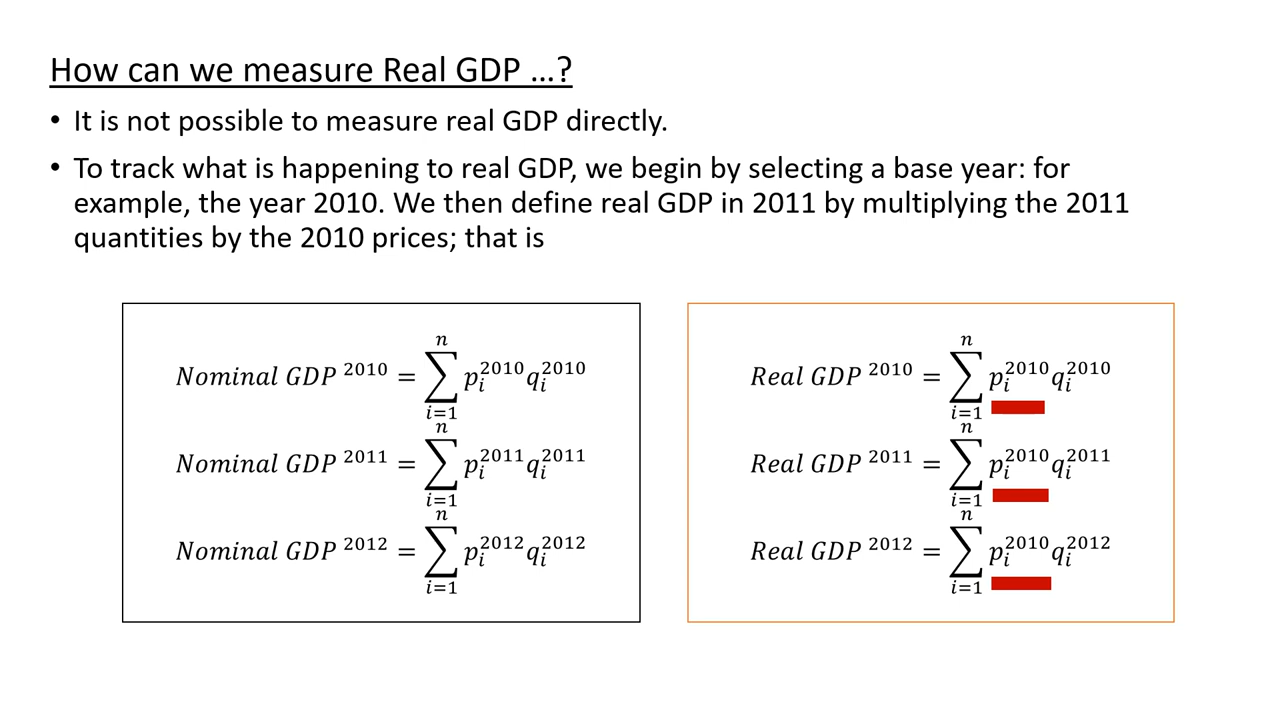 How can we measure Real GDP ...?
• It is not possible to measure real GDP directly.
• To track what is happening to real GDP, we begin by selecting a base year: for
example, the year 2010. We then define real GDP in 2011 by multiplying the 2011
quantities by the 2010 prices; that is
Nominal GDP ²⁰¹⁰ = ∑ᵢ₌₁ⁿ pᵢ²⁰¹⁰qᵢ²⁰¹⁰
Nominal GDP ²⁰¹¹ = ∑ᵢ₌₁ⁿ pᵢ²⁰¹¹qᵢ²⁰¹¹
Nominal GDP ²⁰¹² = ∑ᵢ₌₁ⁿ pᵢ²⁰¹²qᵢ²⁰¹²
Real GDP ²⁰¹⁰ = ∑ᵢ₌₁ⁿ pᵢ²⁰¹⁰qᵢ²⁰¹⁰
Real GDP ²⁰¹¹ = ∑ᵢ₌₁ⁿ pᵢ²⁰¹⁰qᵢ²⁰¹¹
Real GDP ²⁰¹² = ∑ᵢ₌₁ⁿ pᵢ²⁰¹⁰qᵢ²⁰¹²